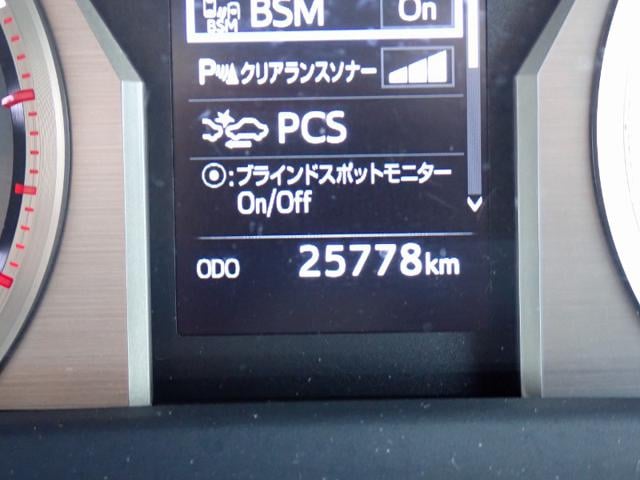 BSM BSM On
P クリアランスソナー
PCS
◉:ブラインドスポットモニター
On/Off
ODO 25778km